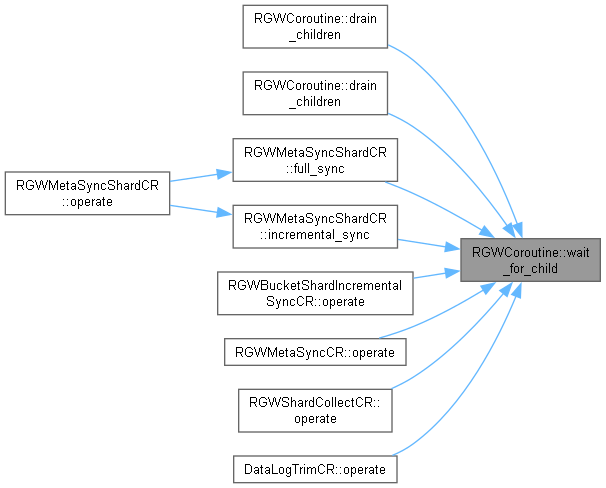 RGWCoroutine::drain
_children
RGWCoroutine::drain
_children
RGWMetaSyncShardCR
::full_sync
RGWMetaSyncShardCR
::operate
RGWMetaSyncShardCR
::incremental_sync
RGWCoroutine::wait
_for_child
RGWBucketShardIncremental
SyncCR::operate
RGWMetaSyncCR::operate
RGWShardCollectCR::
operate
DataLogTrimCR::operate